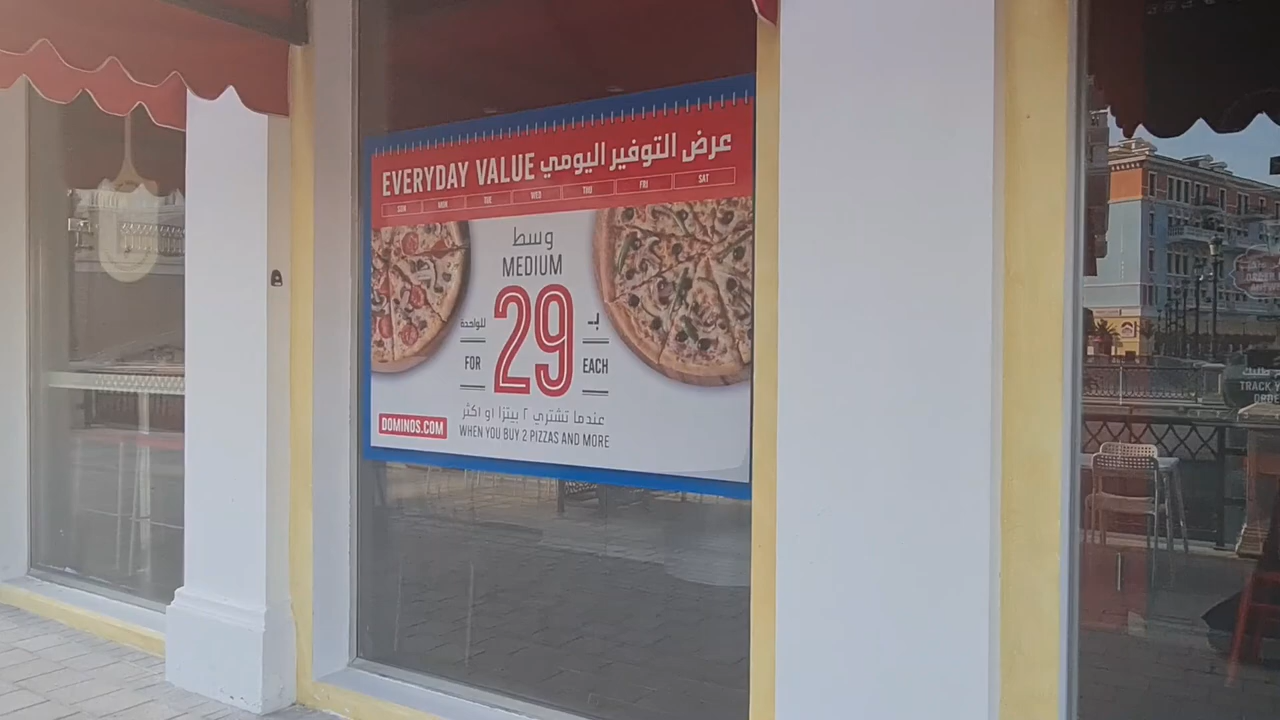 EVERYDAY VALUE عرض التوفير اليومي
SUN MON TUE WED THU FRI SAT
وسط
MEDIUM
للواحدة 29 بـ
FOR EACH
عندما تشتري ٢ بيتزا او اكثر
WHEN YOU BUY 2 PIZZAS AND MORE
DOMINOS.COM
طلبك
TRACK Y
ORDE